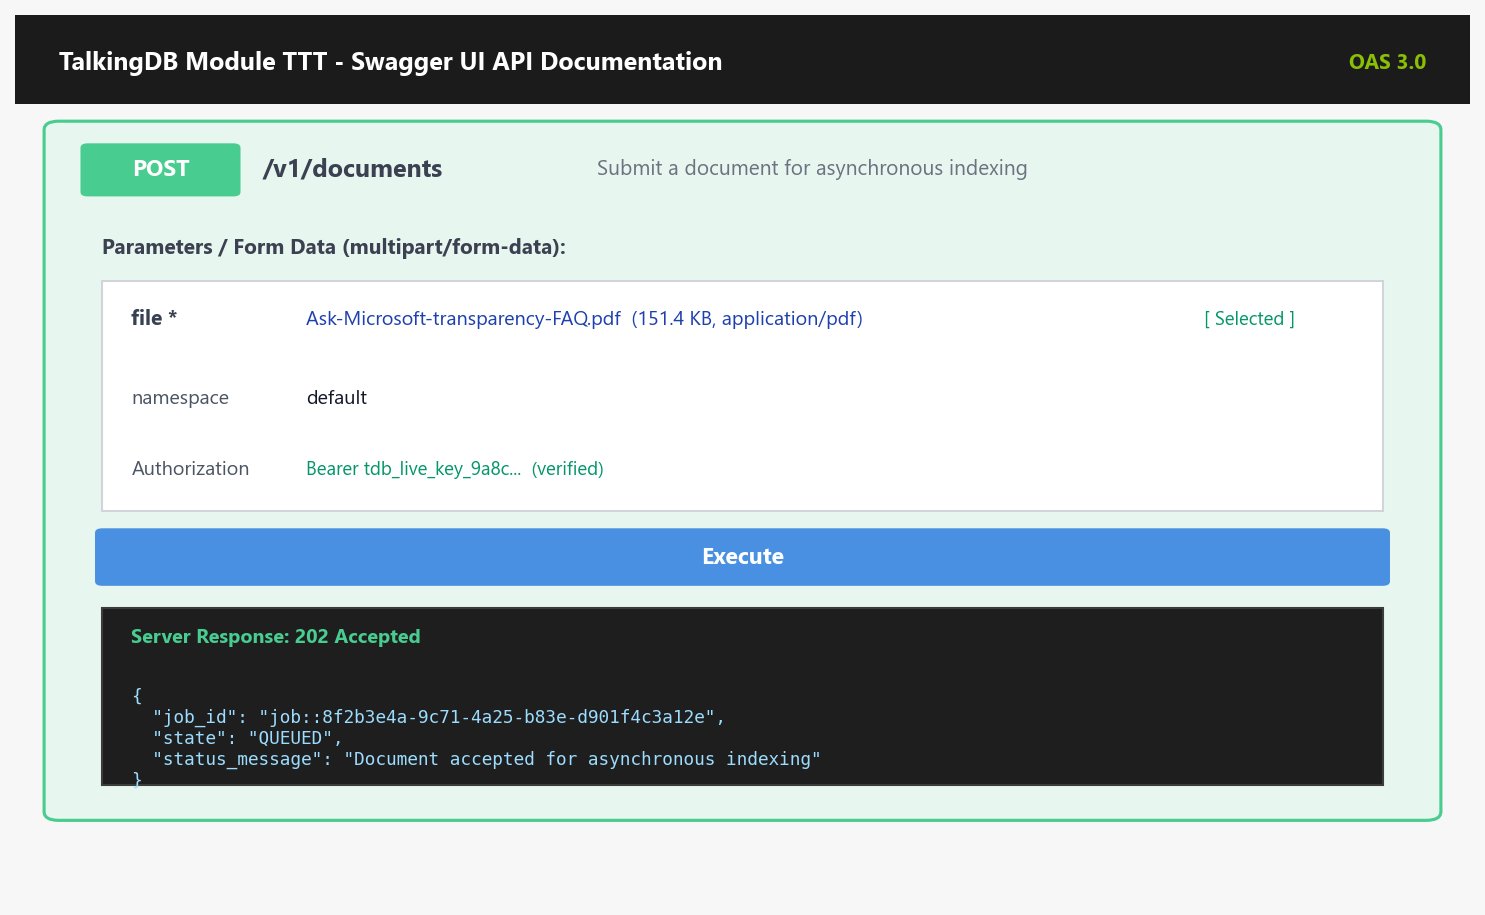 TalkingDB Module TTT - Swagger UI API Documentation
OAS 3.0
POST
/v1/documents
Submit a document for asynchronous indexing
Parameters / Form Data (multipart/form-data):
file *
Ask-Microsoft-transparency-FAQ.pdf  (151.4 KB, application/pdf)
[ Selected ]
namespace
default
Authorization
Bearer tdb_live_key_9a8c...  (verified)
Execute
Server Response: 202 Accepted
{
  "job_id": "job::8f2b3e4a-9c71-4a25-b83e-d901f4c3a12e",
  "state": "QUEUED",
  "status_message": "Document accepted for asynchronous indexing"
}